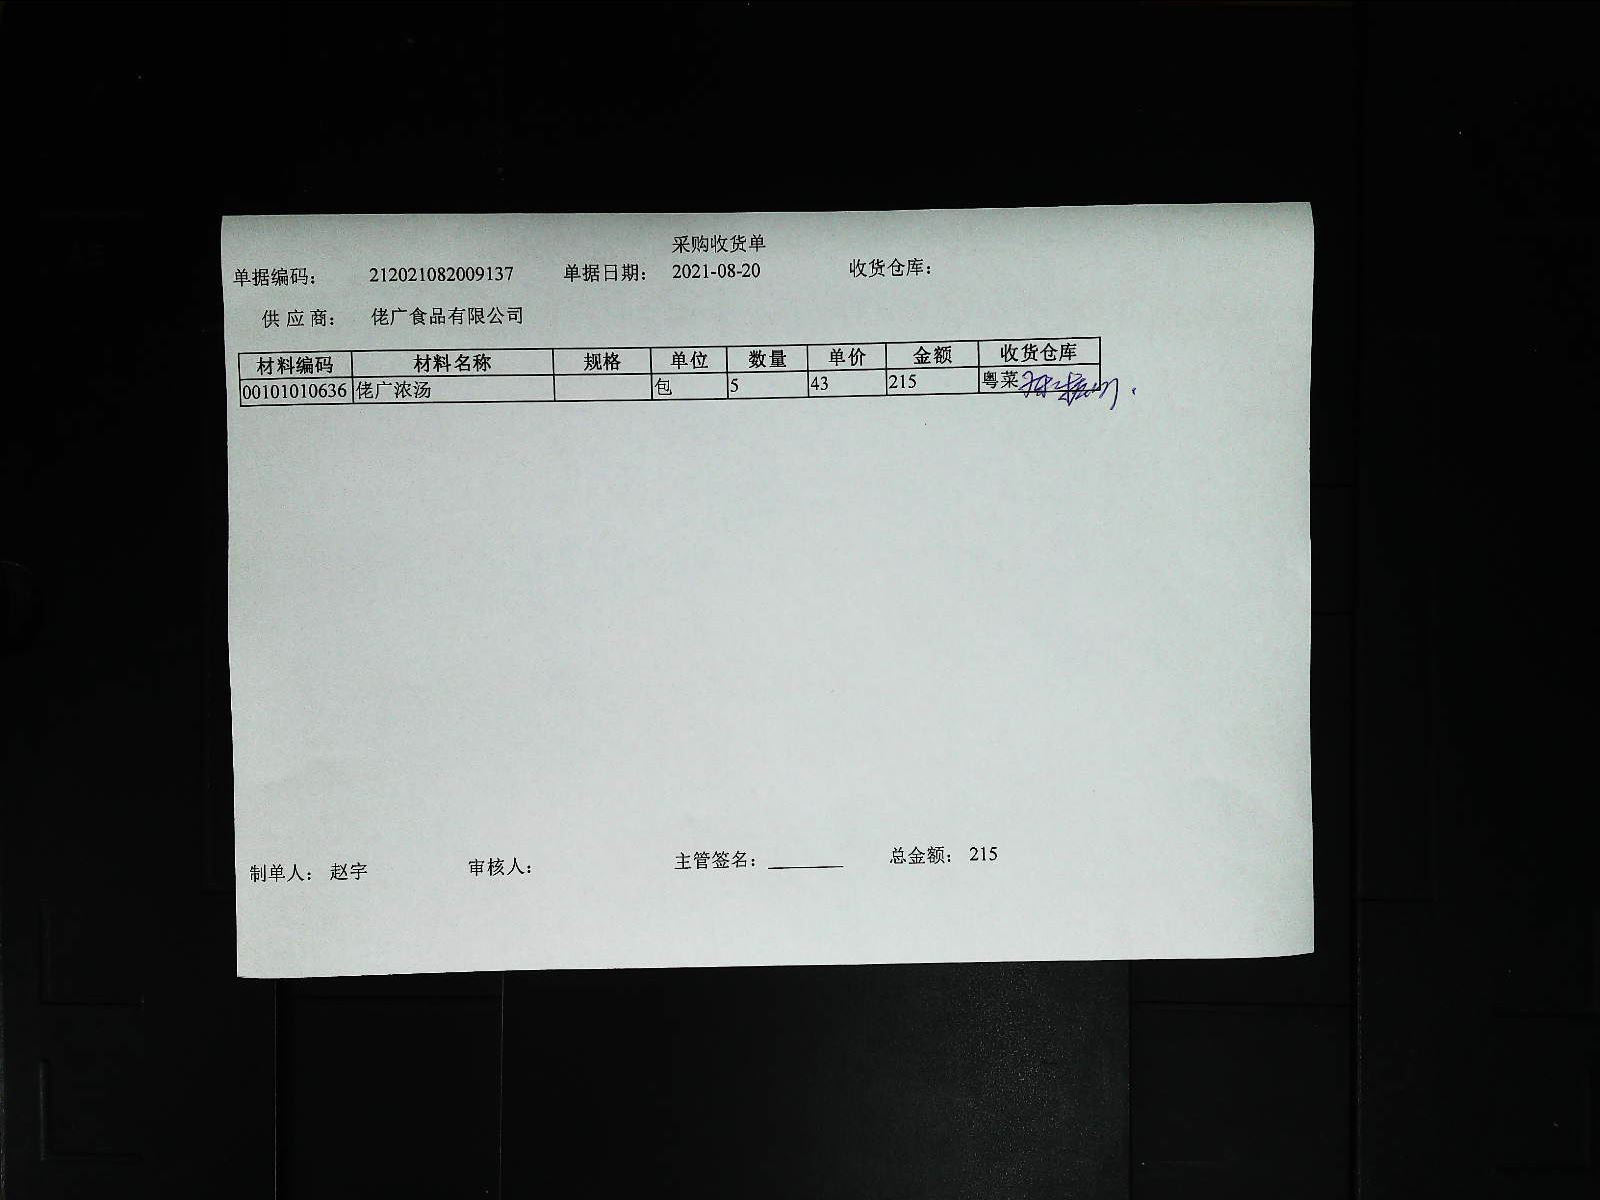 采购收货单
单据编码： 212021082009137 单据日期： 2021-08-20 收货仓库：
供应商： 佬广食品有限公司
材料编码 材料名称 规格 单位 数量 单价 金额 收货仓库
00101010636 佬广浓汤 包 5 43 215 粤菜
制单人： 赵宇 审核人： 主管签名： 总金额： 215